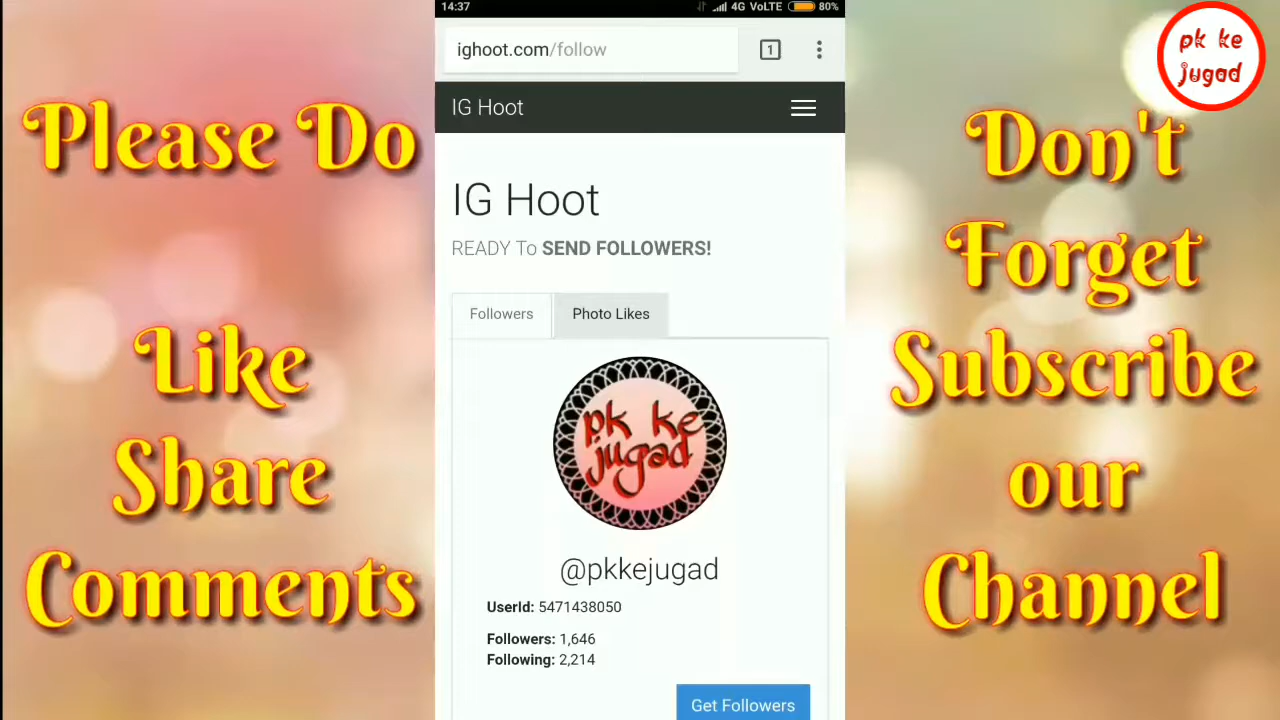 Please Do
Like
Share
Comments
14:37
4G VoLTE 80%
ighoot.com/follow
1
IG Hoot
IG Hoot
READY To SEND FOLLOWERS!
Followers
Photo Likes
pk ke
jugad
@pkkejugad
UserId: 5471438050
Followers: 1,646
Following: 2,214
Get Followers
pk ke
jugad
Don't
Forget
Subscribe
our
Channel